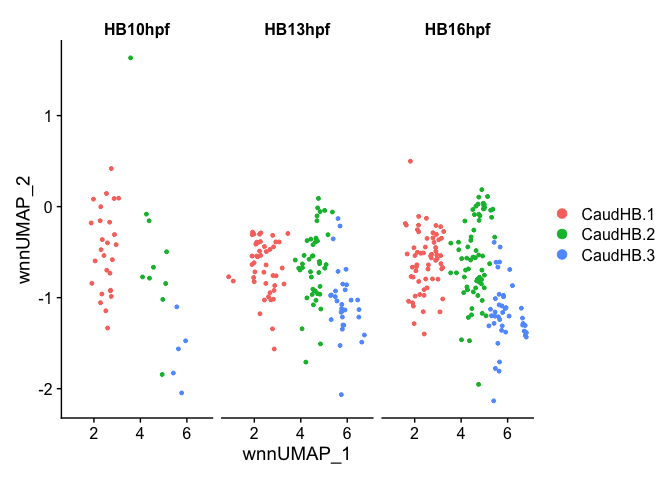 HB10hpf HB13hpf HB16hpf
wnnUMAP_2
1
0
-1
-2
2 4 6 2 4 6 2 4 6
wnnUMAP_1
CaudHB.1
CaudHB.2
CaudHB.3